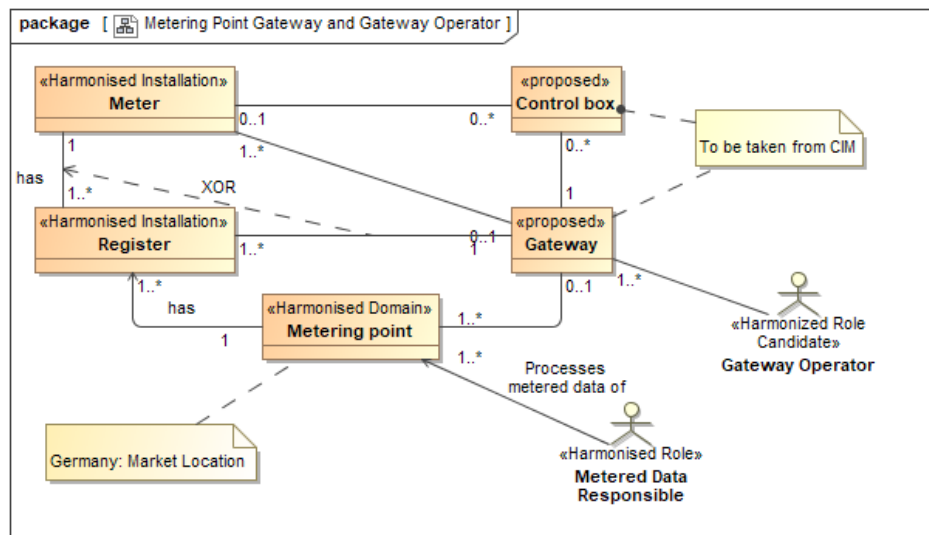 package [ Metering Point Gateway and Gateway Operator ]
«Harmonised Installation»
Meter
«proposed»
Control box
0..1
0..*
To be taken from CIM
1
1..*
0..*
has
XOR
1..*
1
«Harmonised Installation»
Register
«proposed»
Gateway
1..*
0..1
1
1..*
0..1
1..*
has
«Harmonised Domain»
Metering point
1..*
1
1..*
«Harmonized Role
Candidate»
Gateway Operator
Processes
metered data of
Germany: Market Location
«Harmonised Role»
Metered Data
Responsible